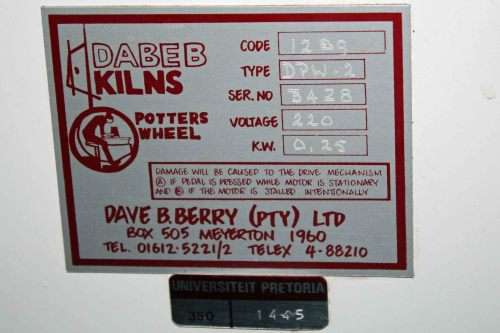 DABEB
KILNS
POTTERS
WHEEL
CODE 1289
TYPE DPW-2
SER.NO 3428
VOLTAGE 220
K.W. 0,25
DAMAGE WILL BE CAUSED TO THE DRIVE MECHANISM
Ⓐ IF PEDAL IS PRESSED WHILE MOTOR IS STATIONARY
AND Ⓑ IF THE MOTOR IS STALLED INTENTIONALLY
DAVE B. BERRY (PTY) LTD
BOX 505 MEYERTON 1960
TEL. 01612-5221/2 TELEX 4-88210
UNIVERSITEIT PRETORIA
350 1445